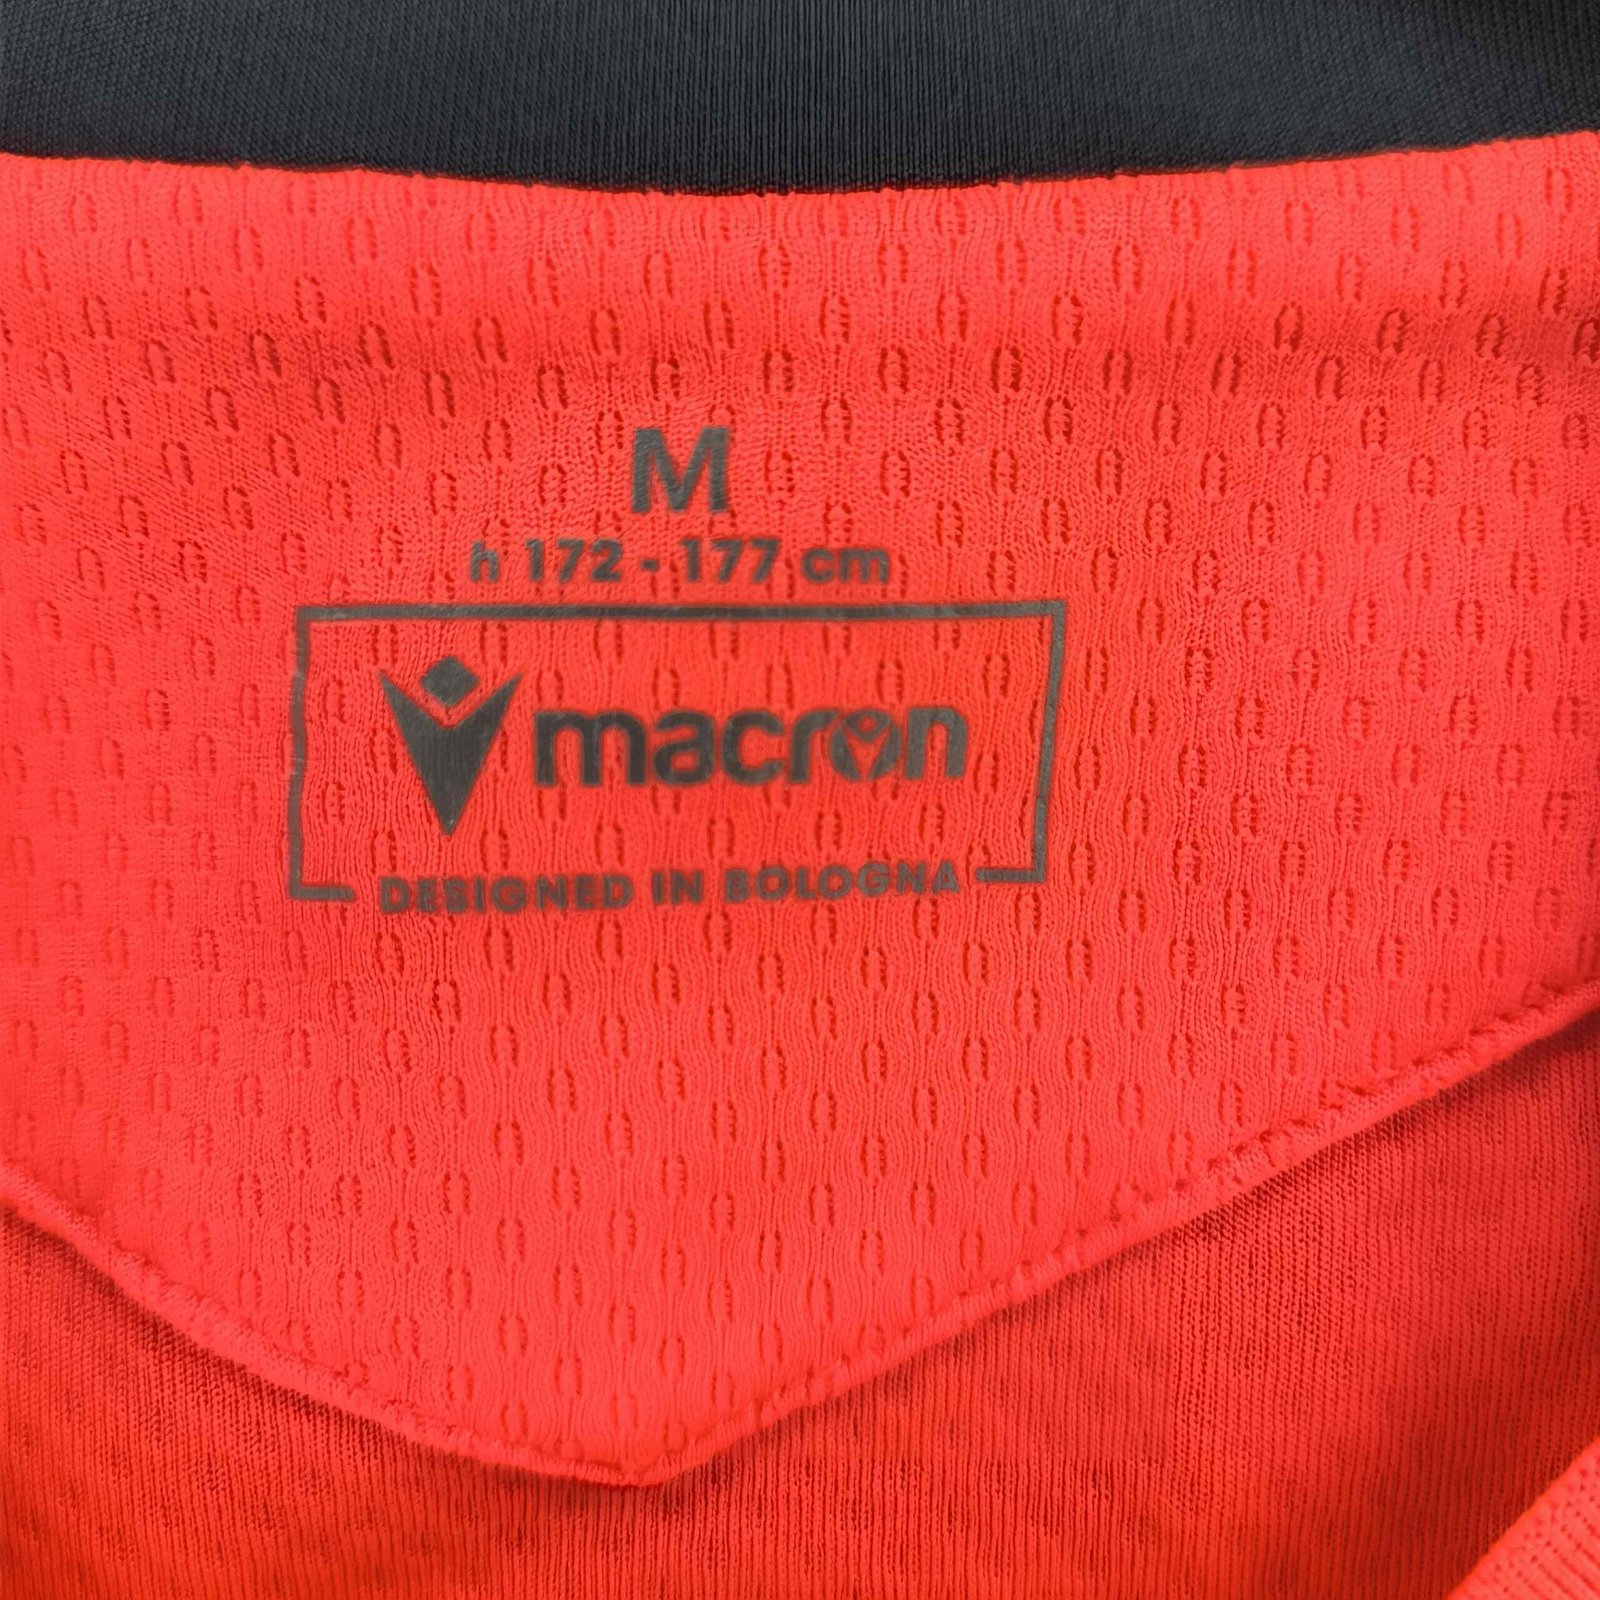 M
h 172 - 177 cm
macron
DESIGNED IN BOLOGNA